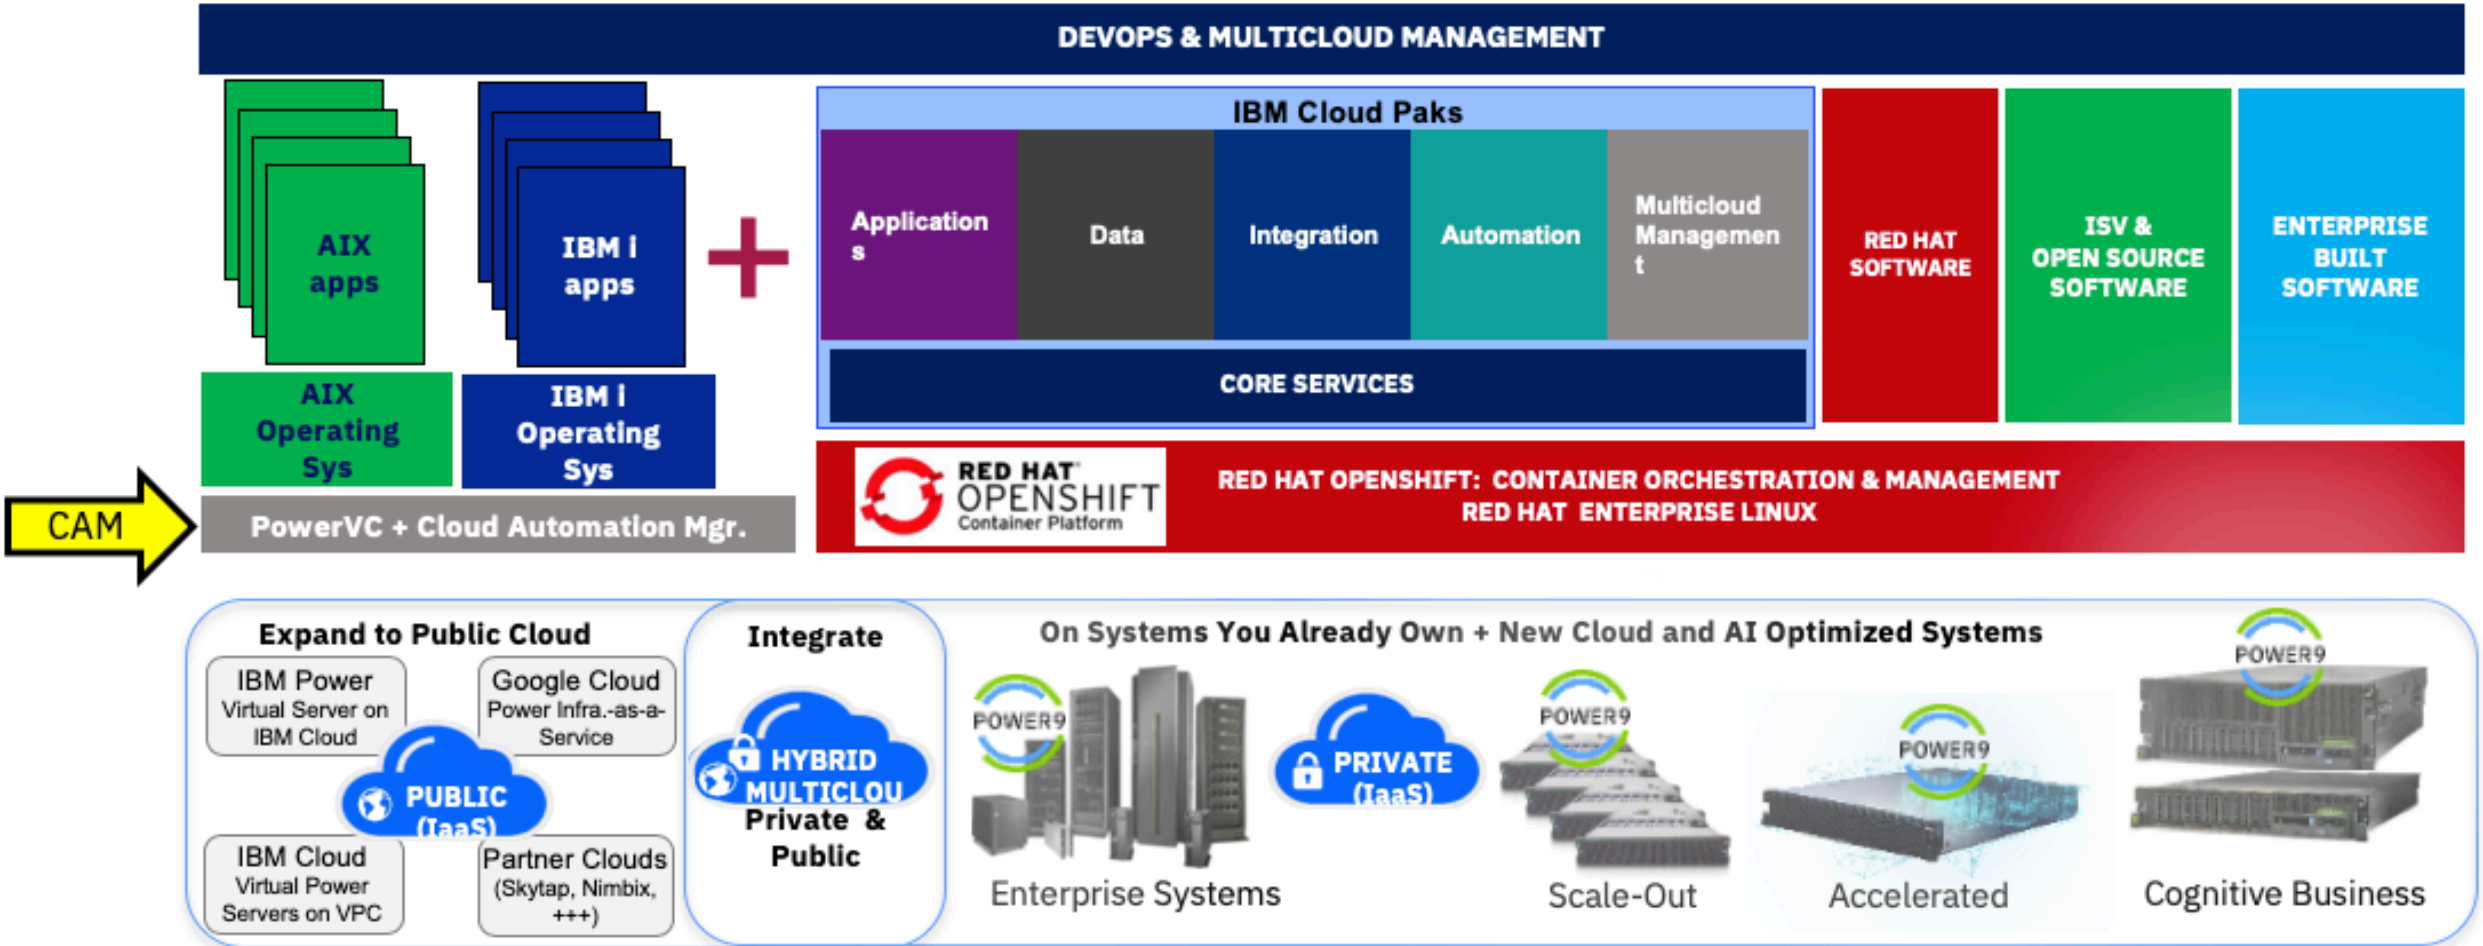 DEVOPS & MULTICLOUD MANAGEMENT
AIX
apps
IBM i
apps
IBM Cloud Paks
Application
s
Data
Integration
Automation
Multicloud
Managemen
t
CORE SERVICES
RED HAT
SOFTWARE
ISV &
OPEN SOURCE
SOFTWARE
ENTERPRISE
BUILT
SOFTWARE
AIX
Operating
Sys
IBM i
Operating
Sys
CAM
PowerVC + Cloud Automation Mgr.
RED HAT
OPENSHIFT
Container Platform
RED HAT OPENSHIFT: CONTAINER ORCHESTRATION & MANAGEMENT
RED HAT ENTERPRISE LINUX
Expand to Public Cloud
IBM Power
Virtual Server on
IBM Cloud
Google Cloud
Power Infra.-as-a-
Service
PUBLIC
(IaaS)
IBM Cloud
Virtual Power
Servers on VPC
Partner Clouds
(Skytap, Nimbix,
+++)
Integrate
HYBRID
MULTICLOU
Private &
Public
On Systems You Already Own + New Cloud and AI Optimized Systems
POWER9
Enterprise Systems
PRIVATE
(IaaS)
POWER9
Scale-Out
POWER9
Accelerated
POWER9
Cognitive Business